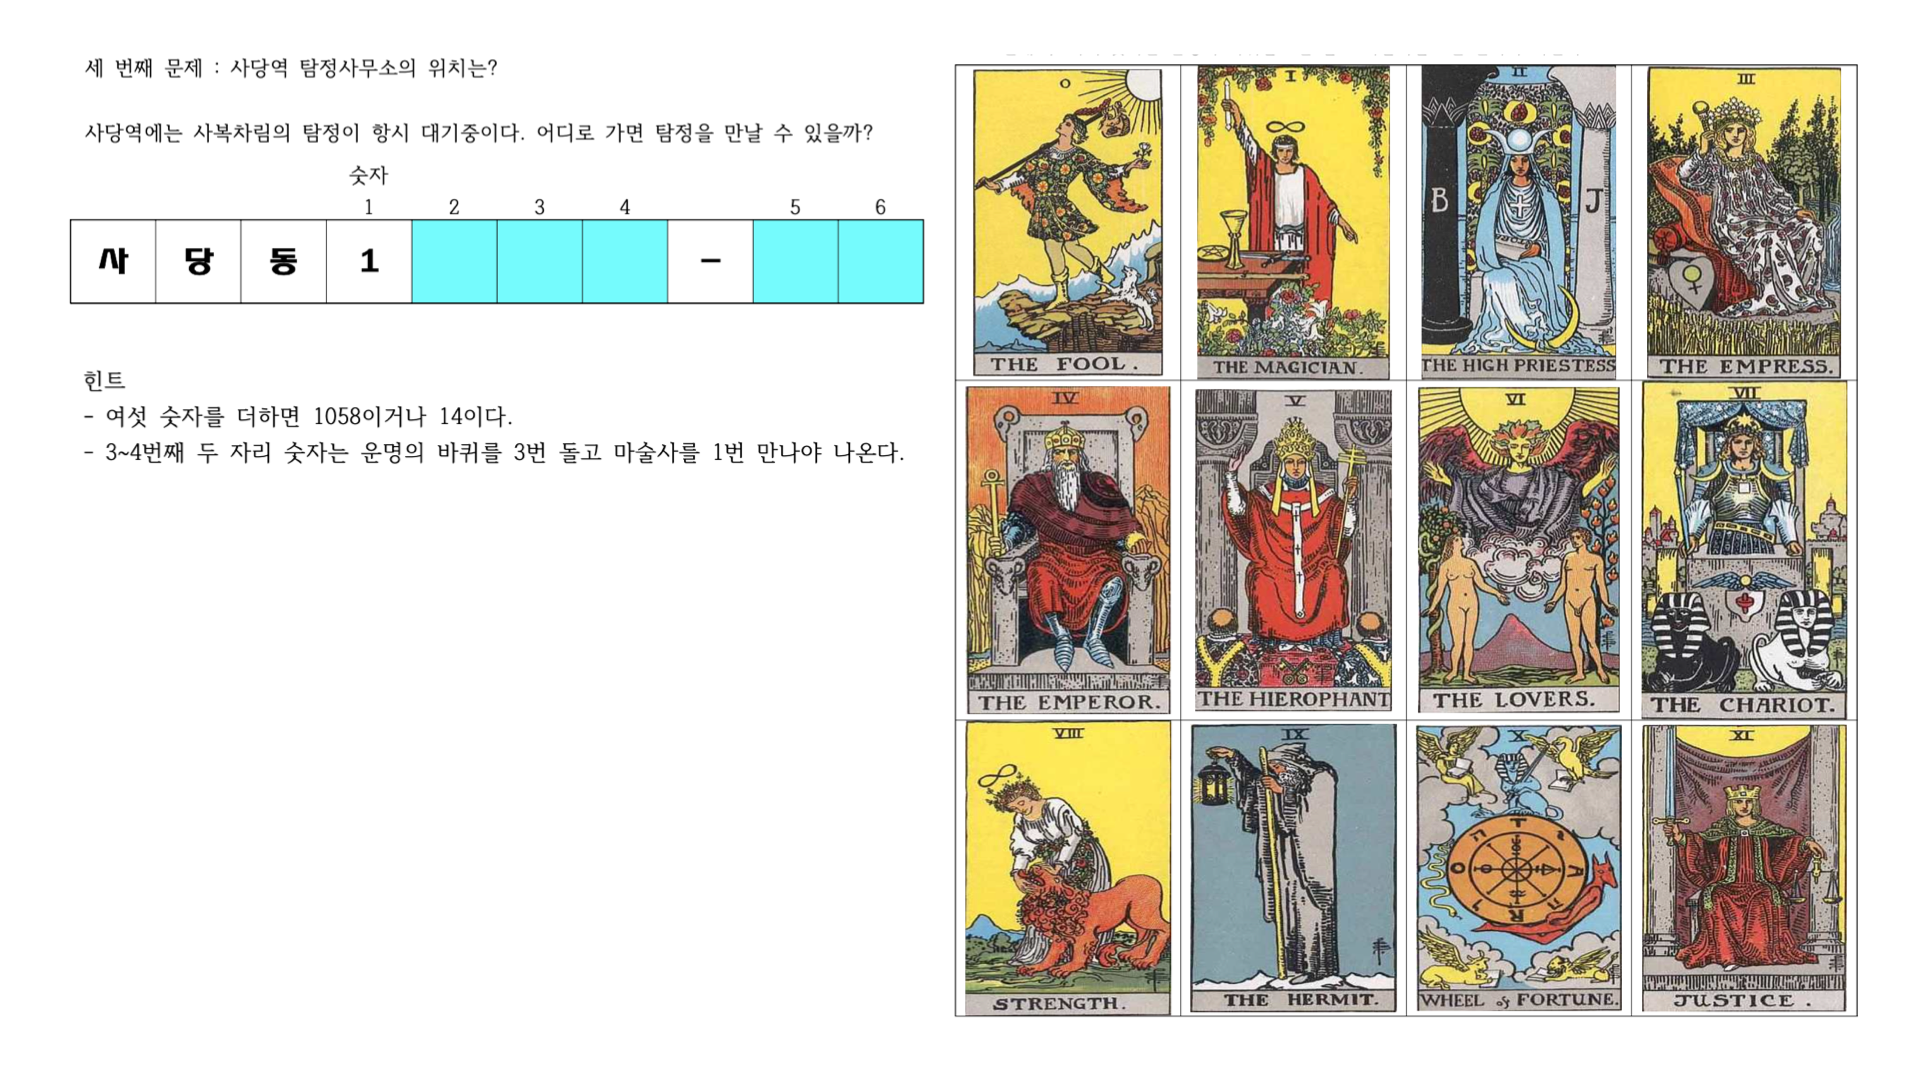 세 번째 문제 : 사당역 탐정사무소의 위치는?
사당역에는 사복차림의 탐정이 항시 대기중이다. 어디로 가면 탐정을 만날 수 있을까?
숫자
1 2 3 4 5 6
사 당 동 1 –
힌트
- 여섯 숫자를 더하면 1058이거나 14이다.
- 3~4번째 두 자리 숫자는 운명의 바퀴를 3번 돌고 마술사를 1번 만나야 나온다.
0 I II III
B J
THE FOOL. THE MAGICIAN. THE HIGH PRIESTESS THE EMPRESS.
IV V VI VII
THE EMPEROR. THE HIEROPHANT THE LOVERS. THE CHARIOT.
VIII IX X XI
STRENGTH. THE HERMIT. WHEEL of FORTUNE. JUSTICE.